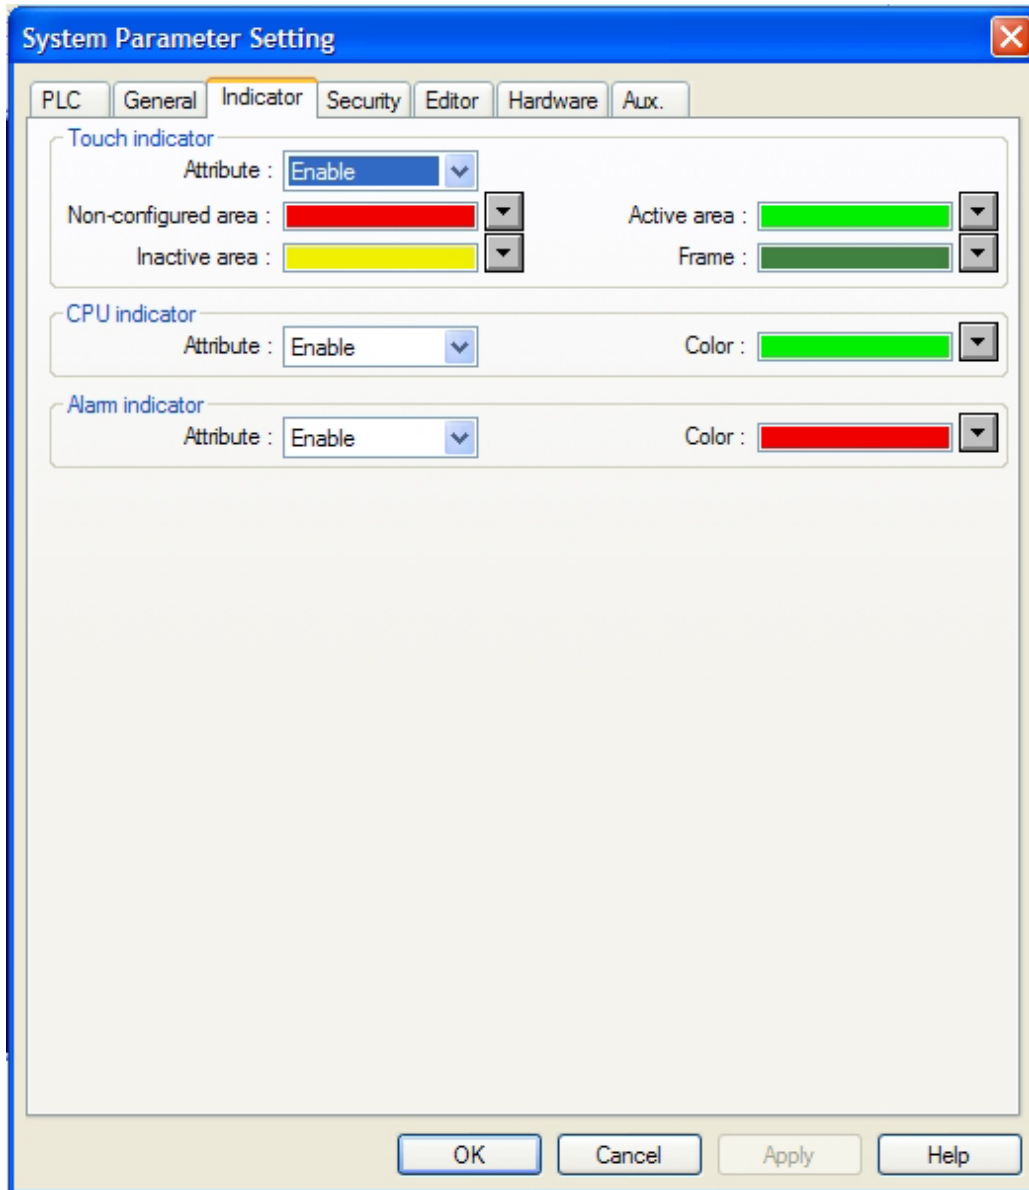 System Parameter Setting
PLC General Indicator Security Editor Hardware Aux.
Touch indicator
Attribute : Enable
Non-configured area : Active area :
Inactive area : Frame :
CPU indicator
Attribute : Enable Color :
Alarm indicator
Attribute : Enable Color :
OK Cancel Apply Help